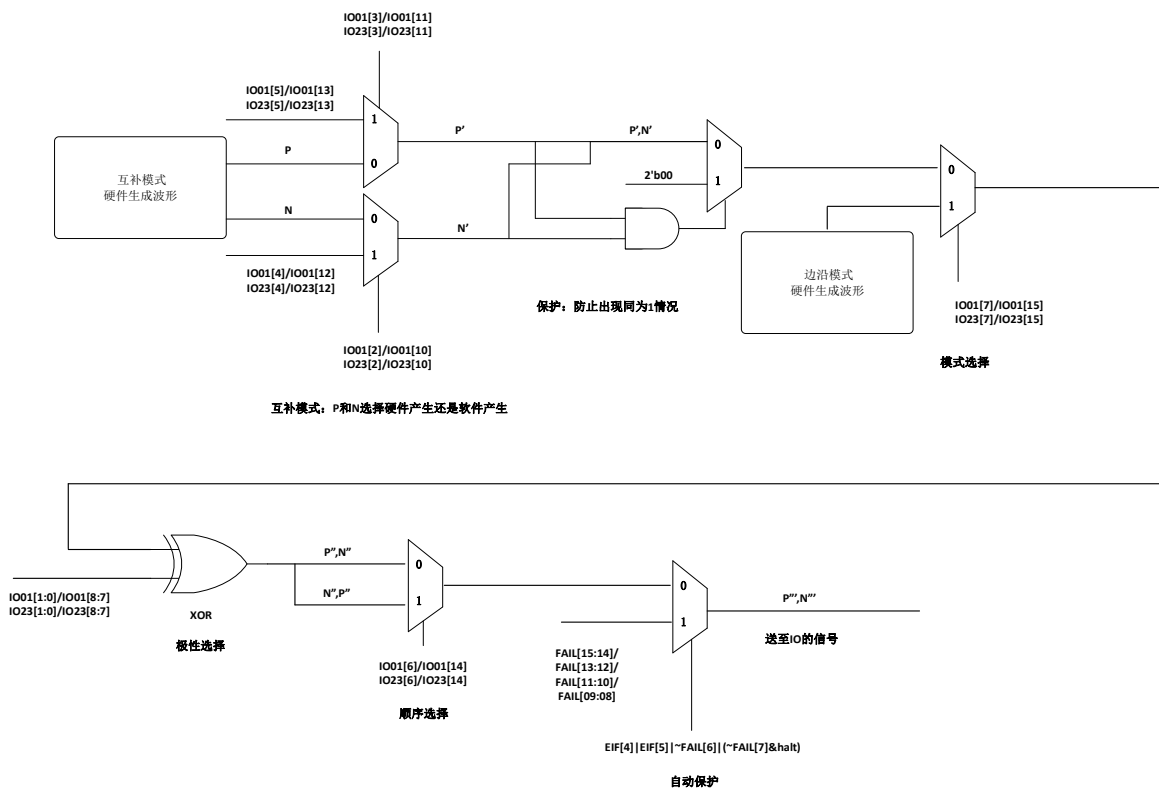 IO01[3]/IO01[11]
IO23[3]/IO23[11]
IO01[5]/IO01[13]
IO23[5]/IO23[13]
1
P
0
P'
P',N'
0
2'b00
1
互补模式
硬件生成波形
N
0
N'
1
IO01[4]/IO01[12]
IO23[4]/IO23[12]
0
1
边沿模式
硬件生成波形
保护：防止出现同为1情况
IO01[7]/IO01[15]
IO23[7]/IO23[15]
模式选择
IO01[2]/IO01[10]
IO23[2]/IO23[10]
互补模式：P和N选择硬件产生还是软件产生
IO01[1:0]/IO01[8:7]
IO23[1:0]/IO23[8:7]
XOR
极性选择
P'',N''
0
N'',P''
1
IO01[6]/IO01[14]
IO23[6]/IO23[14]
顺序选择
0
1
FAIL[15:14]/
FAIL[13:12]/
FAIL[11:10]/
FAIL[09:08]
P''',N'''
送至IO的信号
EIF[4]||EIF[5]||~FAIL[6]||(~FAIL[7]&halt)
自动保护